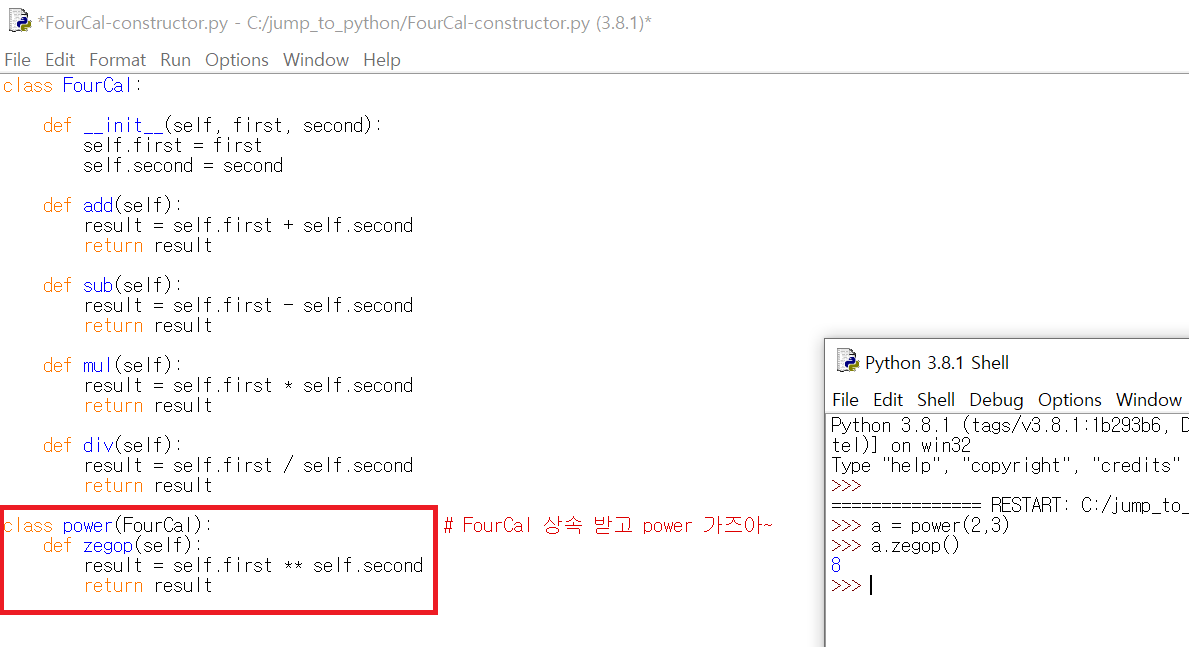 *FourCal-constructor.py - C:/jump_to_python/FourCal-constructor.py (3.8.1)*
File Edit Format Run Options Window Help
class FourCal:
def __init__(self, first, second):
self.first = first
self.second = second
def add(self):
result = self.first + self.second
return result
def sub(self):
result = self.first - self.second
return result
def mul(self):
result = self.first * self.second
return result
def div(self):
result = self.first / self.second
return result
class power(FourCal): # FourCal 상속 받고 power 가즈아~
def zegop(self):
result = self.first ** self.second
return result
Python 3.8.1 Shell
File Edit Shell Debug Options Window
Python 3.8.1 (tags/v3.8.1:1b293b6, D
tel)] on win32
Type "help", "copyright", "credits"
>>>
=============== RESTART: C:/jump_to_
>>> a = power(2,3)
>>> a.zegop()
8
>>>